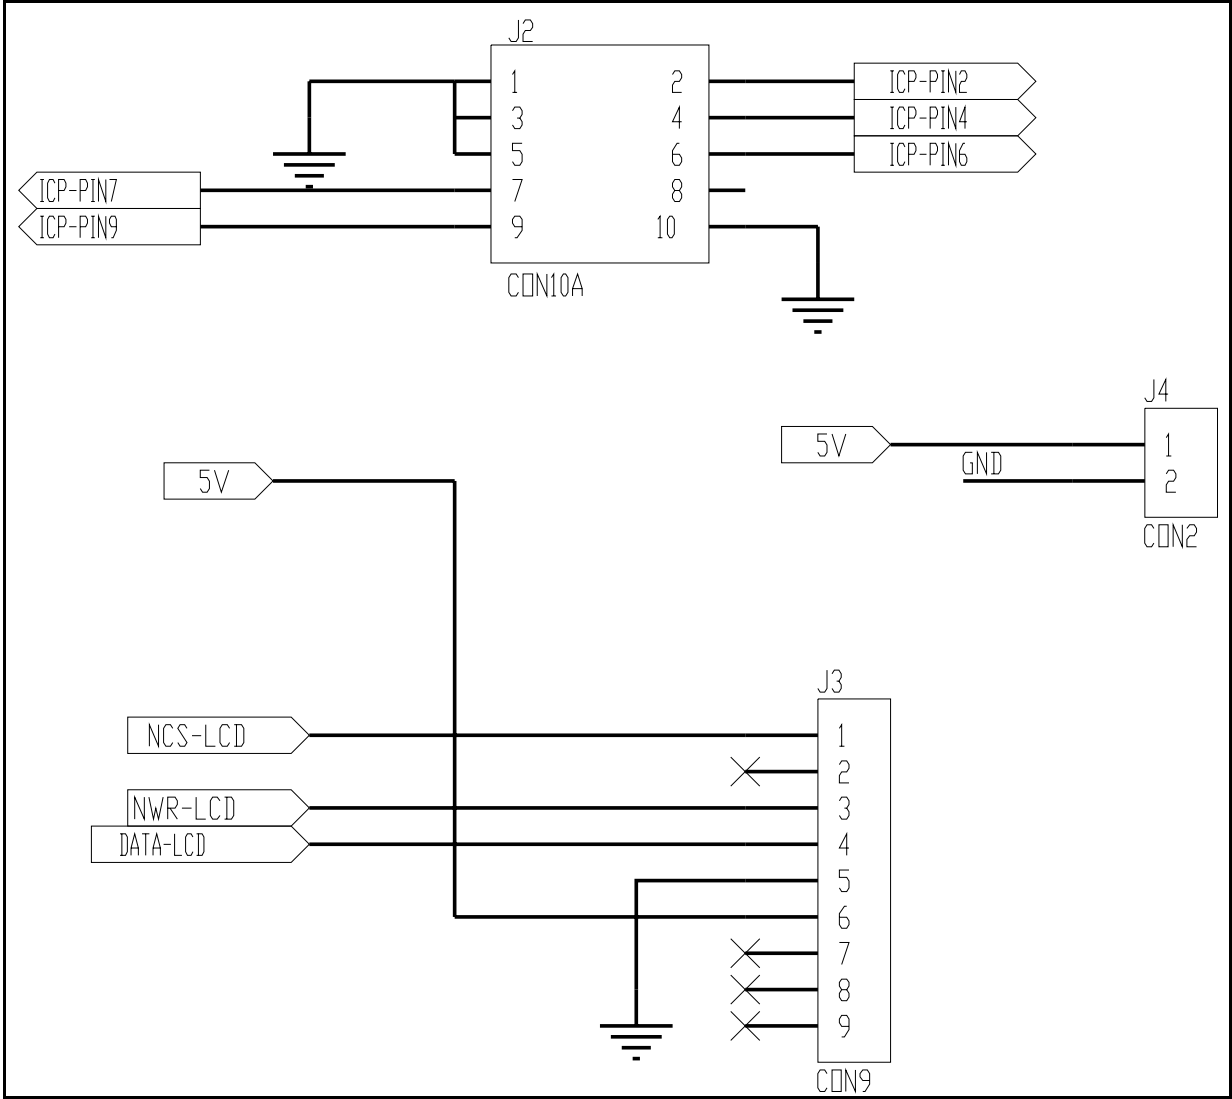 J2
1 2 ICP-PIN2
3 4 ICP-PIN4
5 6 ICP-PIN6
ICP-PIN7 7 8
ICP-PIN9 9 10
CON10A
J4
5V 1
GND
2
5V
CON2
J3
NCS-LCD 1
2
NWR-LCD 3
DATA-LCD 4
5
6
7
8
9
CON9